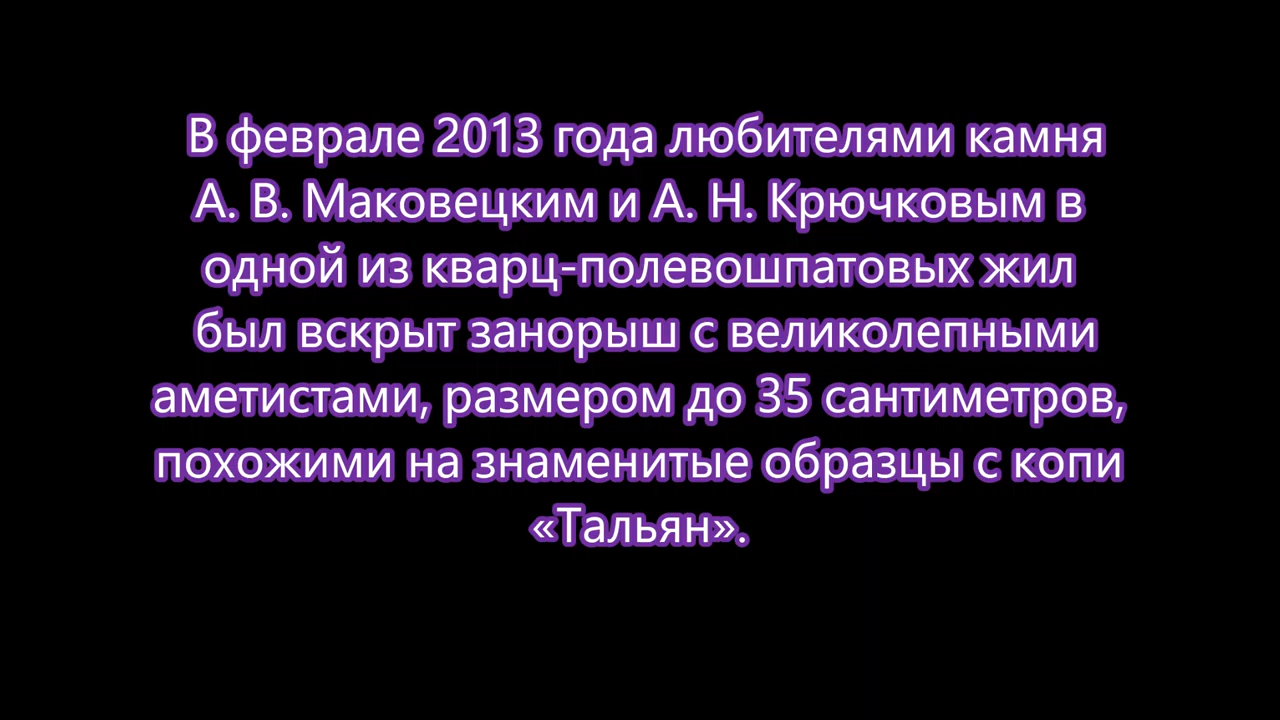 В феврале 2013 года любителями камня
А. В. Маковецким и А. Н. Крючковым в
одной из кварц-полевошпатовых жил
был вскрыт занорыш с великолепными
аметистами, размером до 35 сантиметров,
похожими на знаменитые образцы с копи
«Тальян».